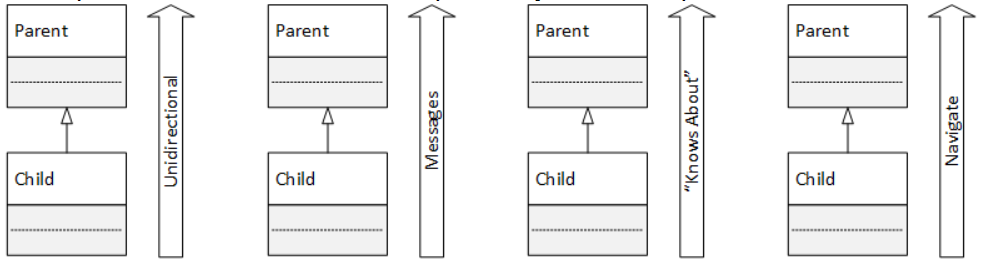 Parent
Child
Unidirectional
Parent
Child
Messages
Parent
Child
“Knows About”
Parent
Child
Navigate